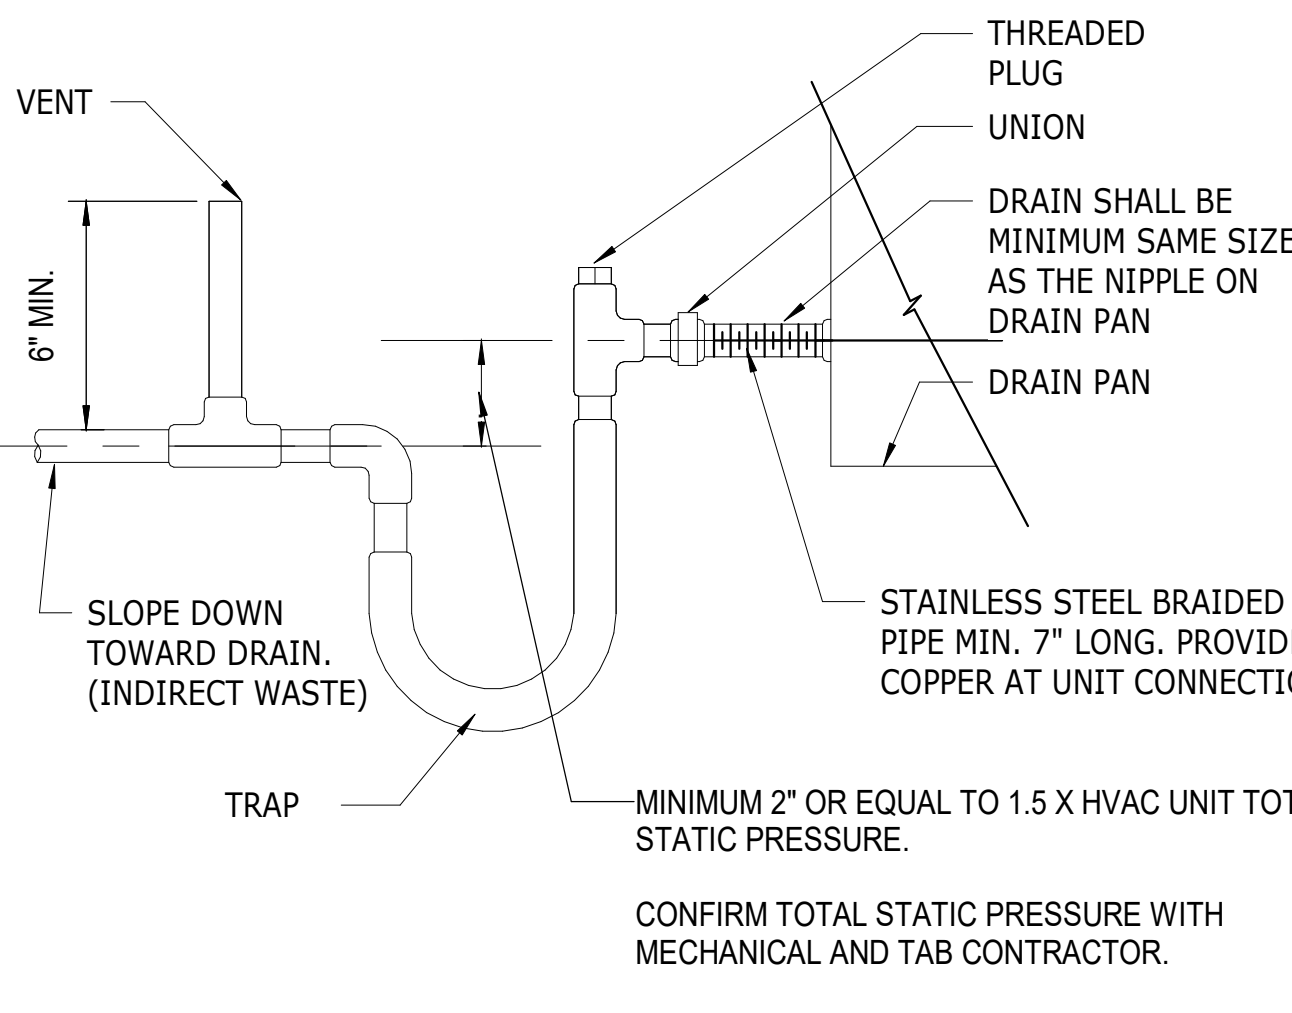 THREADED
PLUG
VENT
UNION
DRAIN SHALL BE
MINIMUM SAME SIZE
AS THE NIPPLE ON
DRAIN PAN
6" MIN.
DRAIN PAN
STAINLESS STEEL BRAIDED
PIPE MIN. 7" LONG. PROVID
COPPER AT UNIT CONNECTI
SLOPE DOWN
TOWARD DRAIN.
(INDIRECT WASTE)
TRAP
MINIMUM 2" OR EQUAL TO 1.5 X HVAC UNIT TOT
STATIC PRESSURE.
CONFIRM TOTAL STATIC PRESSURE WITH
MECHANICAL AND TAB CONTRACTOR.